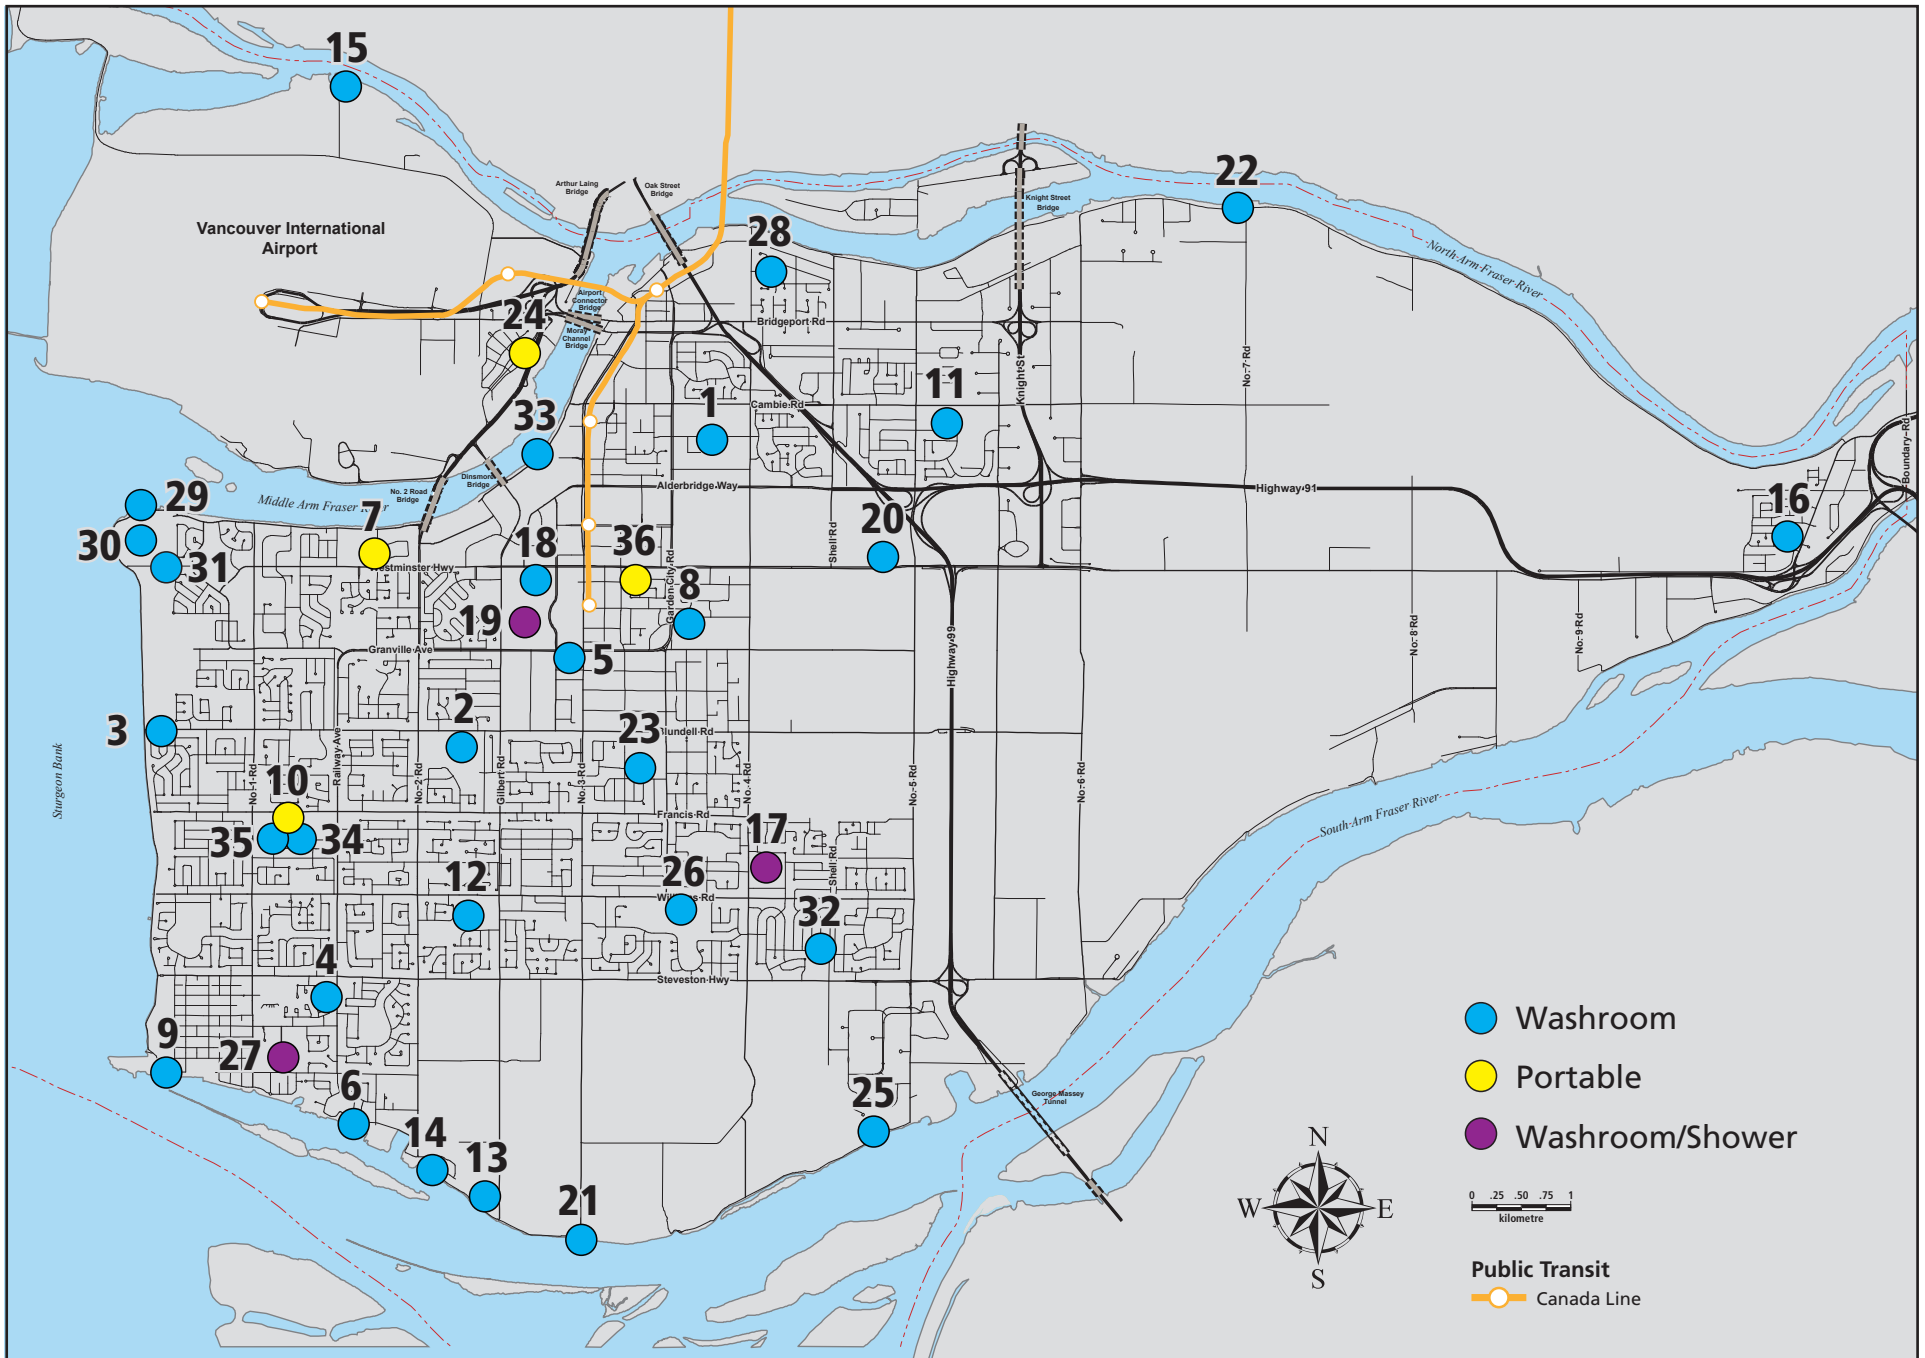 15
22
Arthur Laing
Bridge
Oak Street
Bridge
Knight Street
Bridge
Vancouver International
Airport
28
North Arm Fraser River
Airport
Connector
Bridge
24
Moray
Channel
Bridge
Bridgeport Rd
No. 7 Rd
Knight St
11
1
Cambie Rd
33
Boundary Rd
Dinsmore
Bridge
No. 2 Road
Bridge
Alderbridge Way
Highway 91
16
29
Middle Arm Fraser River
7
20
30
31
18
36
Shell Rd
Westminster Hwy
Garden City Rd
8
19
No. 8 Rd
No. 9 Rd
Highway 99
Granville Ave
5
3
2
23
Blundell Rd
Sturgeon Bank
No. 1 Rd
Railway Ave
No. 2 Rd
Gilbert Rd
No. 3 Rd
No. 4 Rd
No. 5 Rd
No. 6 Rd
10
South Arm Fraser River
Francis Rd
35
34
17
Shell Rd
12
26
Williams Rd
32
4
Steveston Hwy
9
27
6
25
George Massey
Tunnel
14
13
21
Washroom
Portable
Washroom/Shower
N
W
E
S
0 .25 .50 .75 1
kilometre
Public Transit
Canada Line